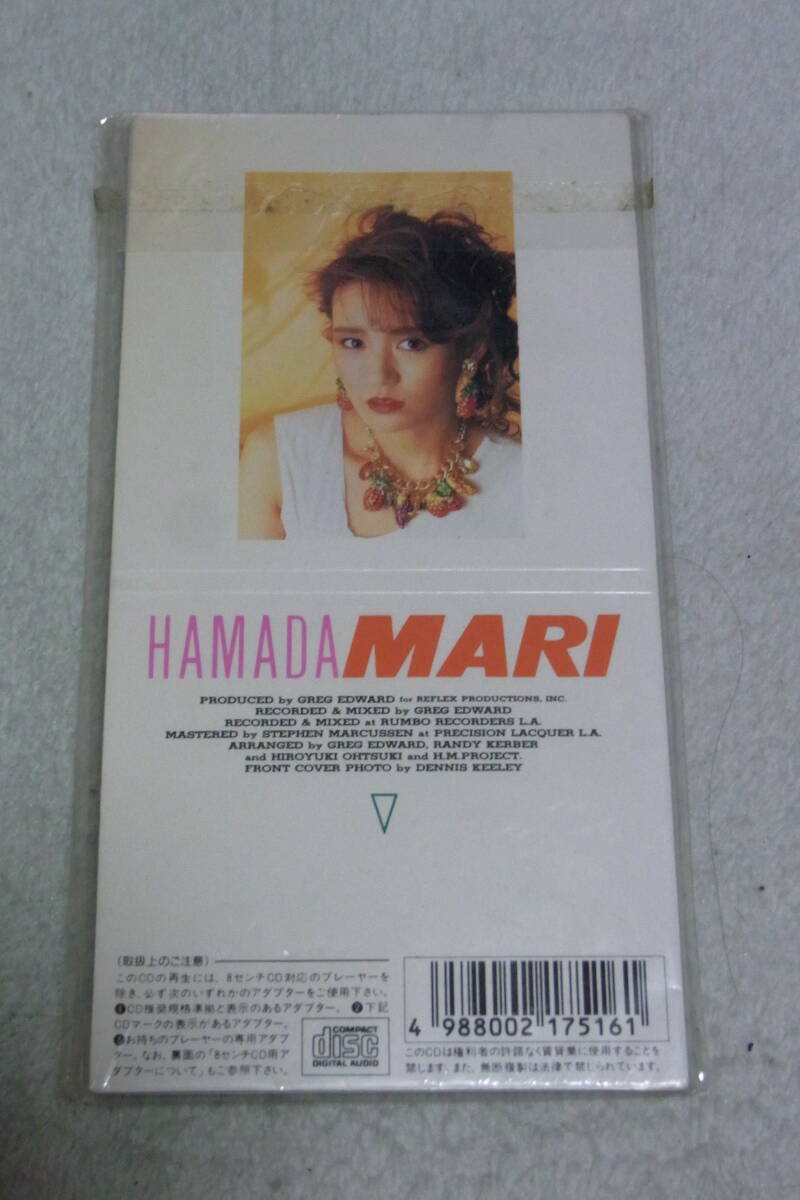 HAMADA MARI
PRODUCED by GREG EDWARD for REFLEX PRODUCTIONS, INC.
RECORDED & MIXED by GREG EDWARD
RECORDED & MIXED at RUMBO RECORDERS L.A.
MASTERED by STEPHEN MARCUSSEN at PRECISION LACQUER L.A.
ARRANGED by GREG EDWARD, RANDY KERBER
and HIROYUKI OHTSUKI and H.M.PROJECT.
FRONT COVER PHOTO by DENNIS KEELEY
(取扱上のご注意)
このCDの再生には、8センチCD対応のプレーヤーを
除き、必ず次のいずれかのアダプターをご使用下さい。
❶CD推奨規格準拠と表示のあるアダプター。❷下記
CDマークの表示があるアダプター。
❸お持ちのプレーヤーの専用アダプ
ター。なお、裏面の「8センチCD用ア
ダプターについて」もご参照下さい。
COMPACT
disc
DIGITAL AUDIO
4 988002 175161
このCDは権利者の許諾なく賃貸業に使用することを
禁じます。また、無断複製は法律で禁じられています。